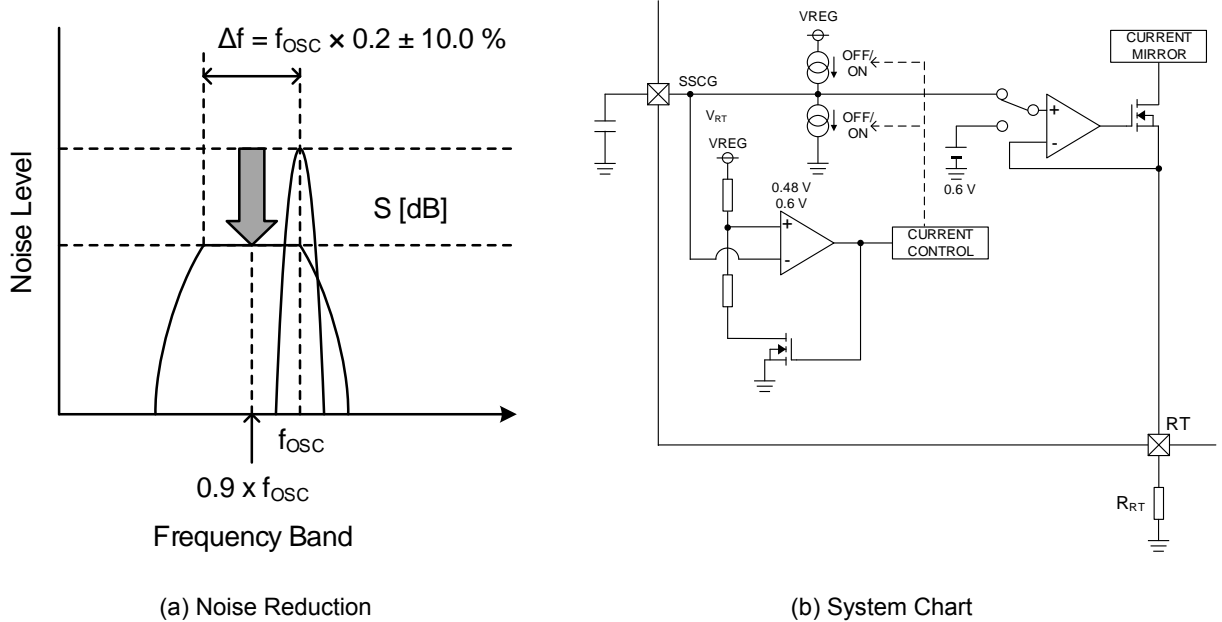 Δf = fOSC × 0.2 ± 10.0 %
Noise Level
S [dB]
fOSC
0.9 x fOSC
Frequency Band
(a) Noise Reduction
VREG
OFF/
ON
CURRENT
MIRROR
SSCG
VRT
OFF/
ON
+
-
VREG
0.6 V
0.48 V
0.6 V
+
-
CURRENT
CONTROL
RT
RRT
(b) System Chart